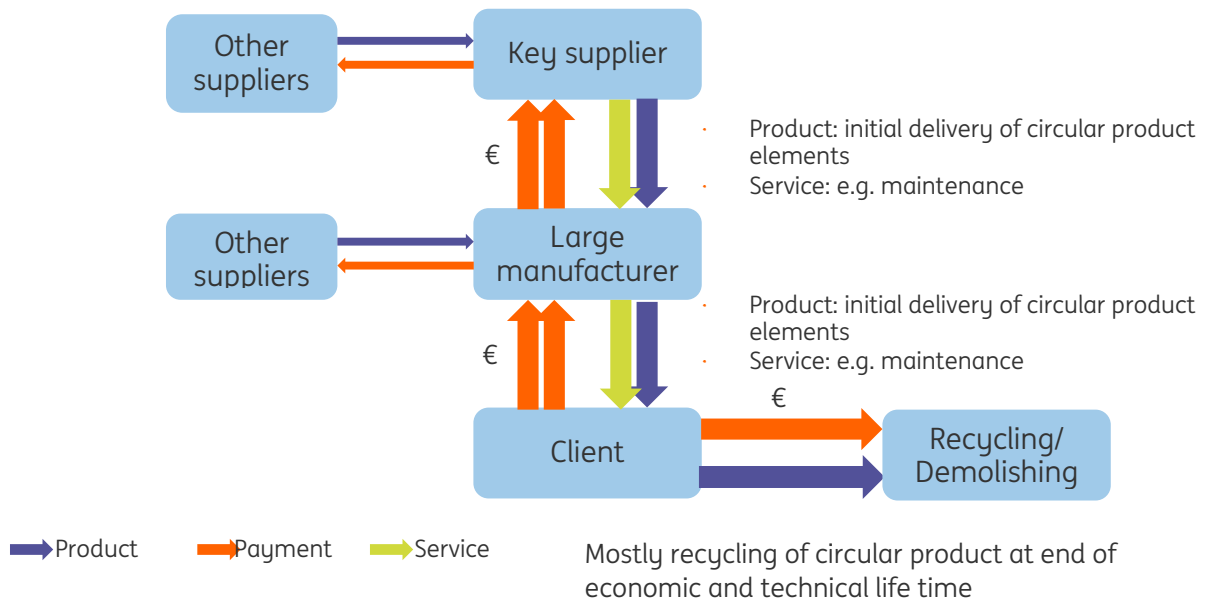 Other
suppliers
Key supplier
€
· Product: initial delivery of circular product
elements
· Service: e.g. maintenance
Other
suppliers
Large
manufacturer
€
· Product: initial delivery of circular product
elements
· Service: e.g. maintenance
€
Client
Recycling/
Demolishing
Product
Payment
Service
Mostly recycling of circular product at end of
economic and technical life time